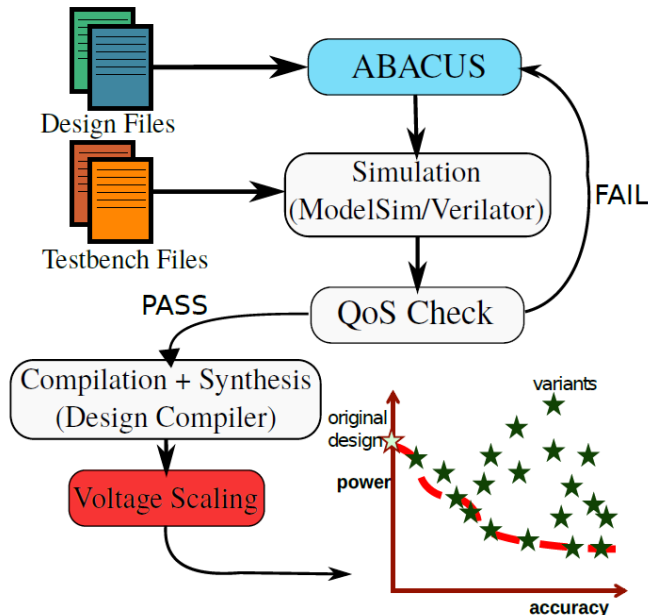 ABACUS
Design Files
Simulation
(ModelSim/Verilator)
FAIL
Testbench Files
PASS
QoS Check
Compilation + Synthesis
(Design Compiler)
variants
original
design
power
Voltage Scaling
accuracy